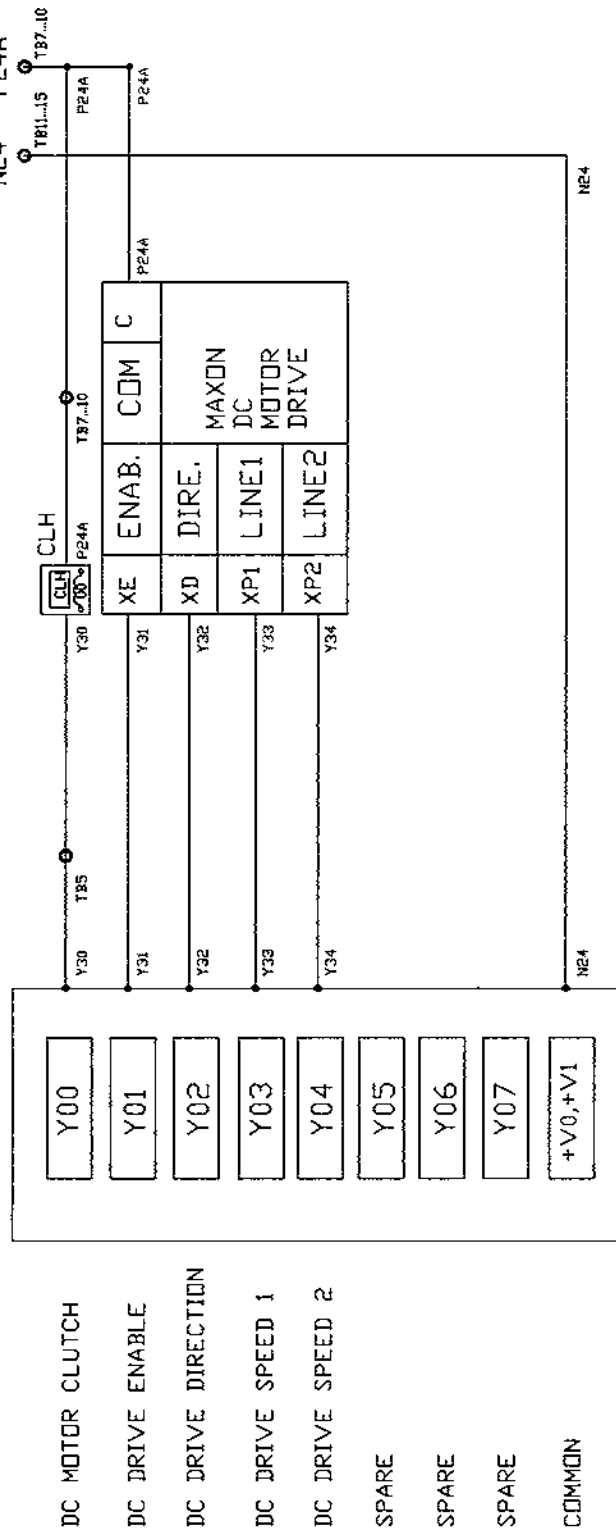 DC MOTOR CLUTCH
DC DRIVE ENABLE
DC DRIVE DIRECTION
DC DRIVE SPEED 1
DC DRIVE SPEED 2
SPARE
SPARE
SPARE
COMMON
Y00
Y01
Y02
Y03
Y04
Y05
Y06
Y07
+V0,+V1
Y30
Y31
Y32
Y33
Y34
N24
TB5
Y30
Y31
Y32
Y33
Y34
CLH
CLH
P24A
XE ENAB. COM C
XD DIRE.
XP1 LINE1
XP2 LINE2
MAXON
DC
MOTOR
DRIVE
TB7...10
P24A
P24A
P24A
N24
TB11...15
TB7...10
N24 P24A